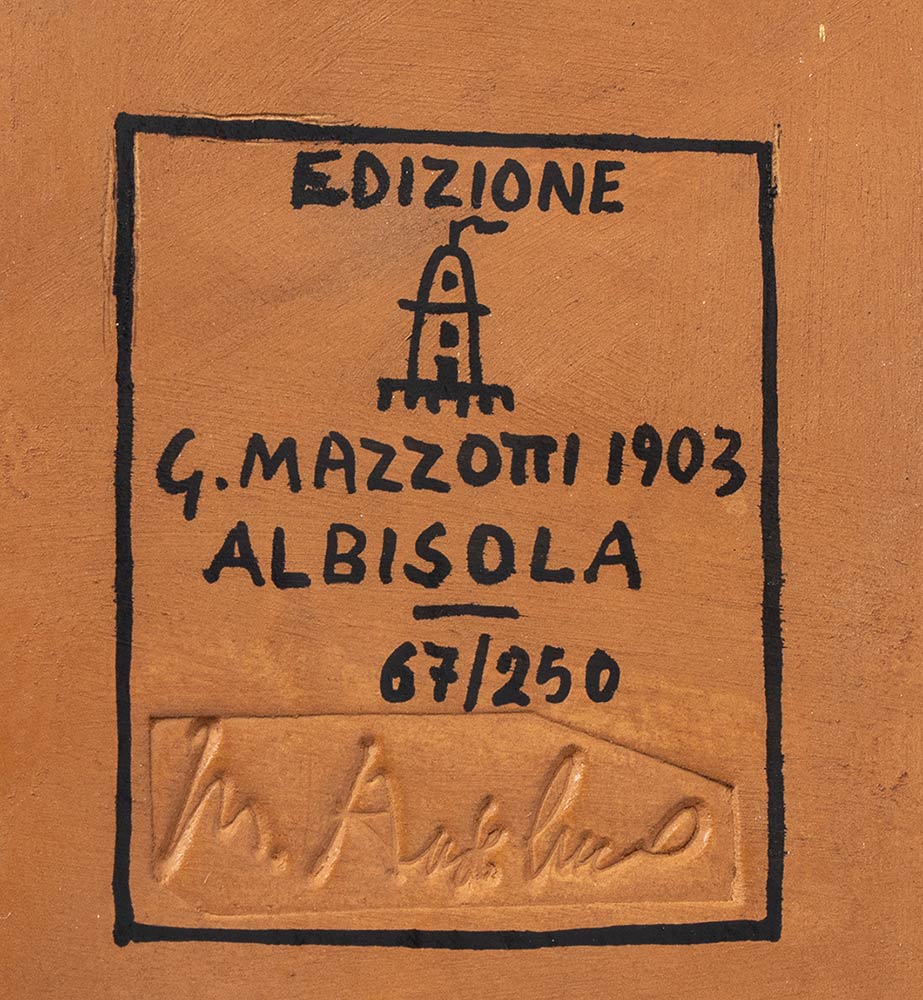 EDIZIONE
G. MAZZOTTI 1903
ALBISOLA
67/250
M.